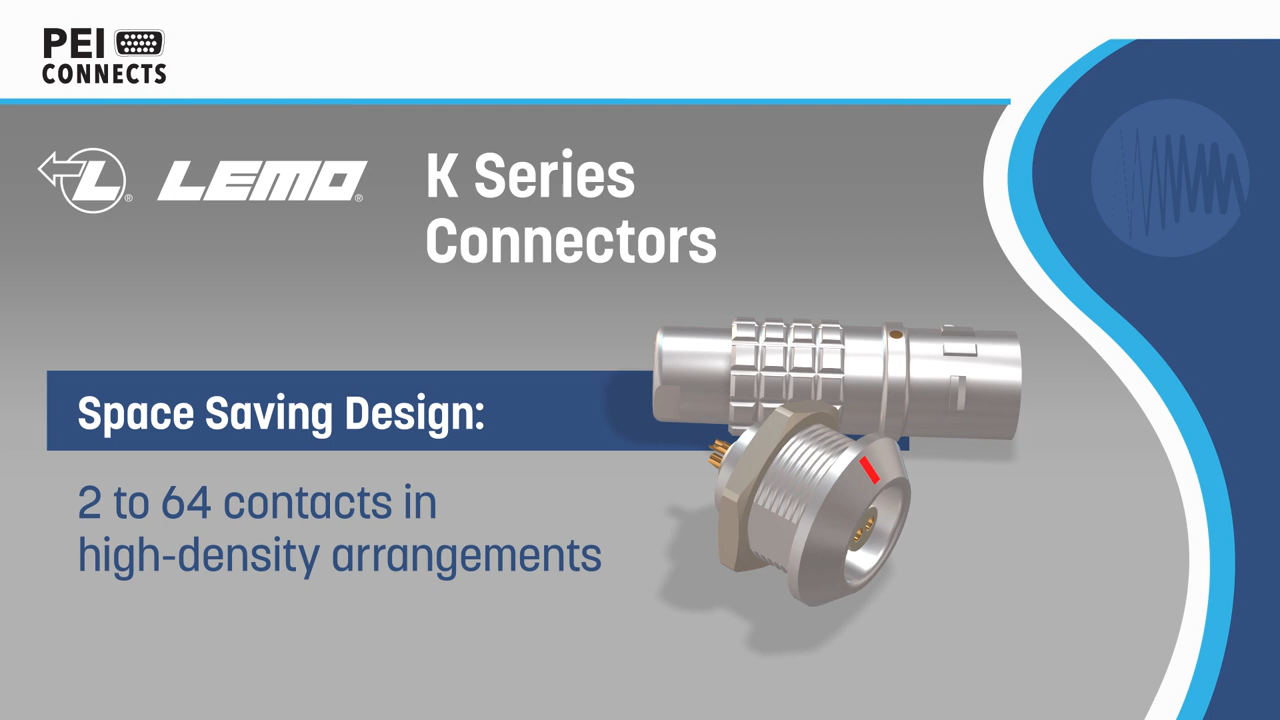 PEI
CONNECTS
L® LEMO®
K Series
Connectors
Space Saving Design:
2 to 64 contacts in
high-density arrangements